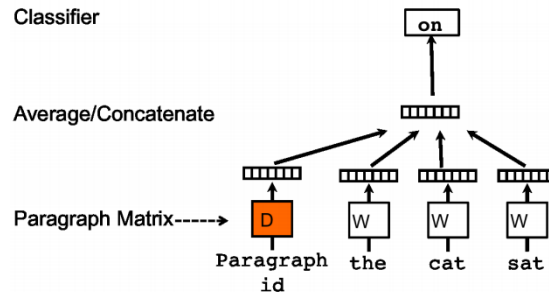 Classifier
on
Average/Concatenate
Paragraph Matrix
D
W
W
W
Paragraph
id
the
cat
sat